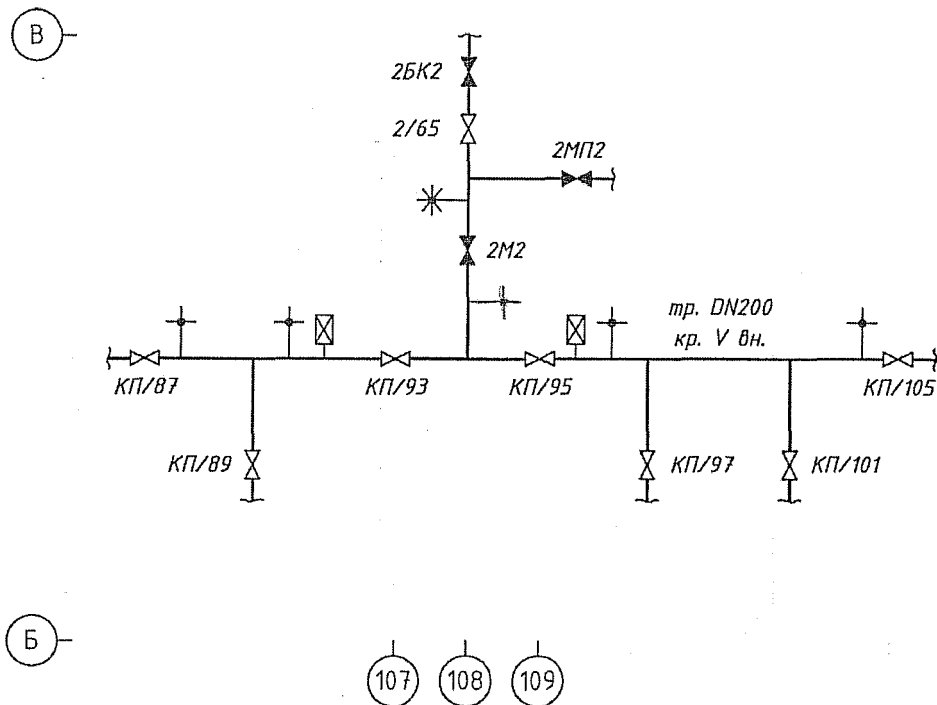 В
2БК2
2/65
2МП2
2М2
тр. DN200
кр. V вн.
КП/87
КП/93
КП/95
КП/105
КП/89
КП/97
КП/101
Б
107
108
109